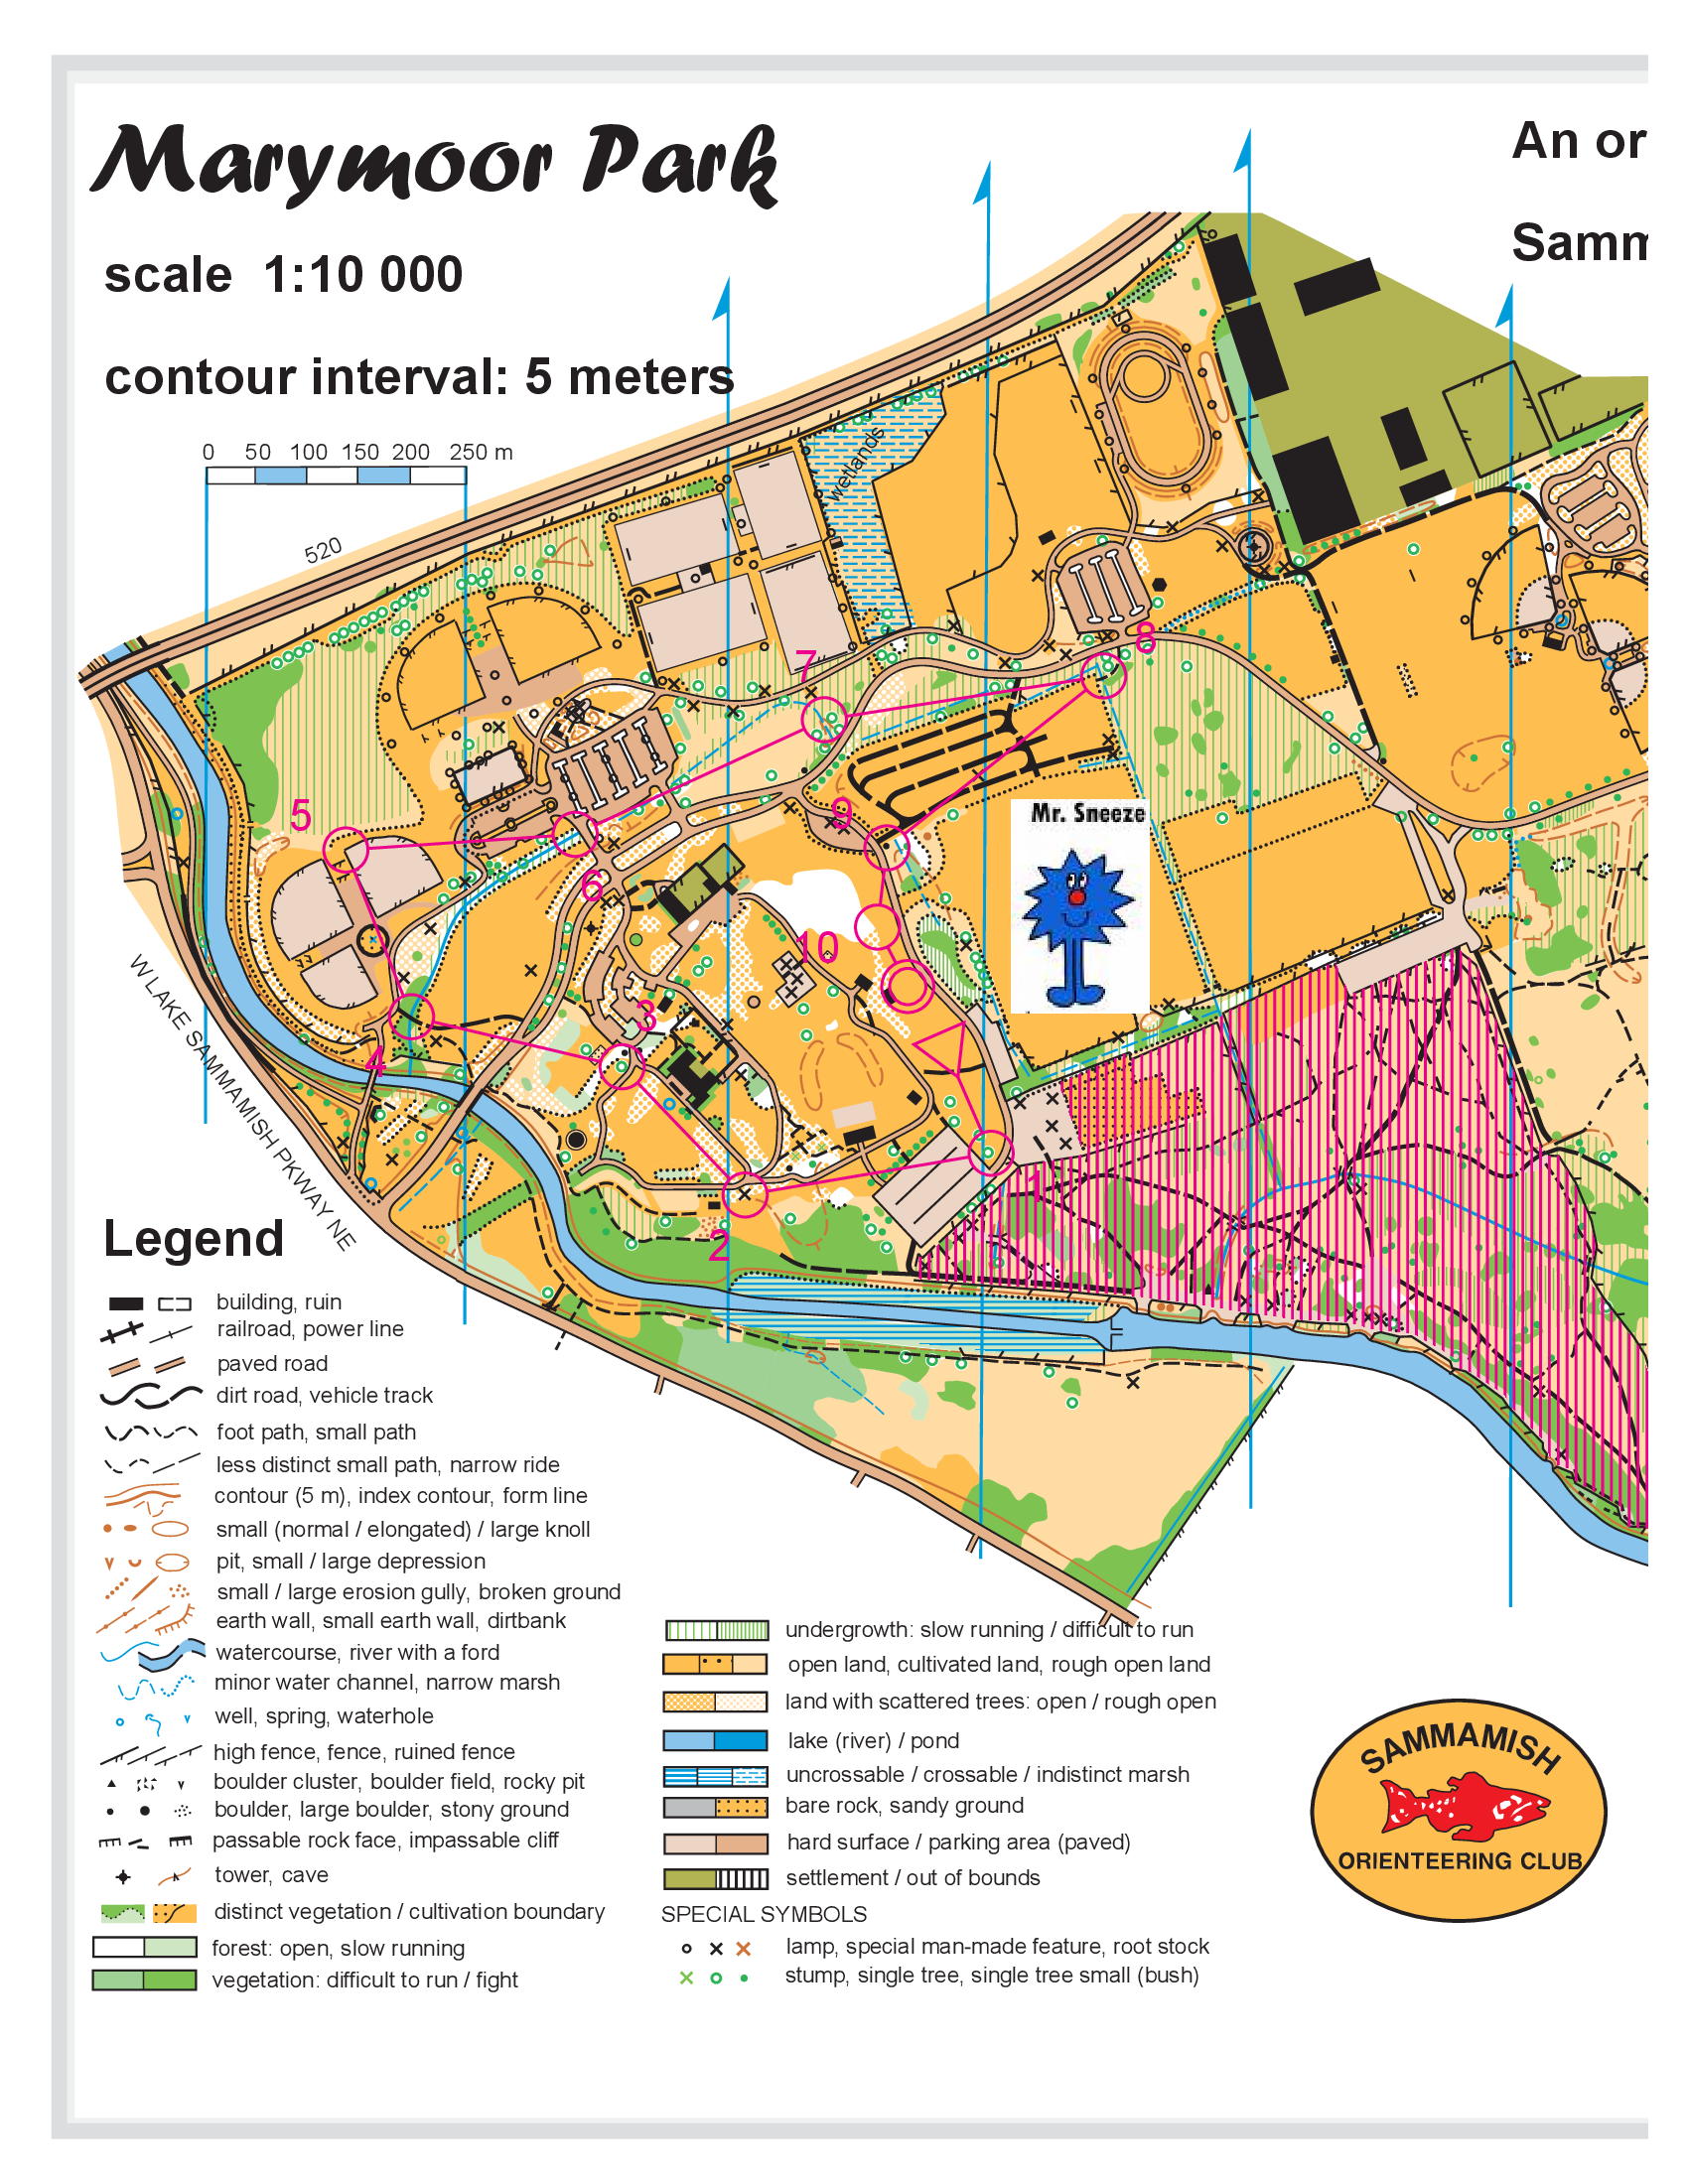 Marymoor Park
scale 1:10 000
contour interval: 5 meters
An or
Samm
0 50 100 150 200 250 m
520
wetlands
W LAKE SAMMAMISH PKWAY NE
1
2
3
4
5
6
7
8
9
10
Mr. Sneeze
Legend
building, ruin
railroad, power line
paved road
dirt road, vehicle track
foot path, small path
less distinct small path, narrow ride
contour (5 m), index contour, form line
small (normal / elongated) / large knoll
pit, small / large depression
small / large erosion gully, broken ground
earth wall, small earth wall, dirtbank
watercourse, river with a ford
minor water channel, narrow marsh
well, spring, waterhole
high fence, fence, ruined fence
boulder cluster, boulder field, rocky pit
boulder, large boulder, stony ground
passable rock face, impassable cliff
tower, cave
distinct vegetation / cultivation boundary
forest: open, slow running
vegetation: difficult to run / fight
undergrowth: slow running / difficult to run
open land, cultivated land, rough open land
land with scattered trees: open / rough open
lake (river) / pond
uncrossable / crossable / indistinct marsh
bare rock, sandy ground
hard surface / parking area (paved)
settlement / out of bounds
SPECIAL SYMBOLS
lamp, special man-made feature, root stock
stump, single tree, single tree small (bush)
SAMMAMISH
ORIENTEERING CLUB